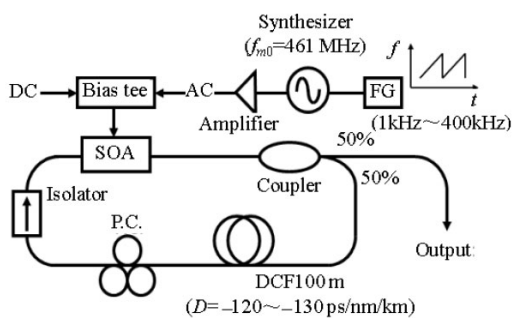 Synthesizer
(fm0=461 MHz)
f
DC
Bias tee
AC
FG
t
Amplifier
(1kHz～400kHz)
SOA
50%
Coupler
50%
Isolator
P.C.
Output:
DCF100 m
(D=–120～–130 ps/nm/km)